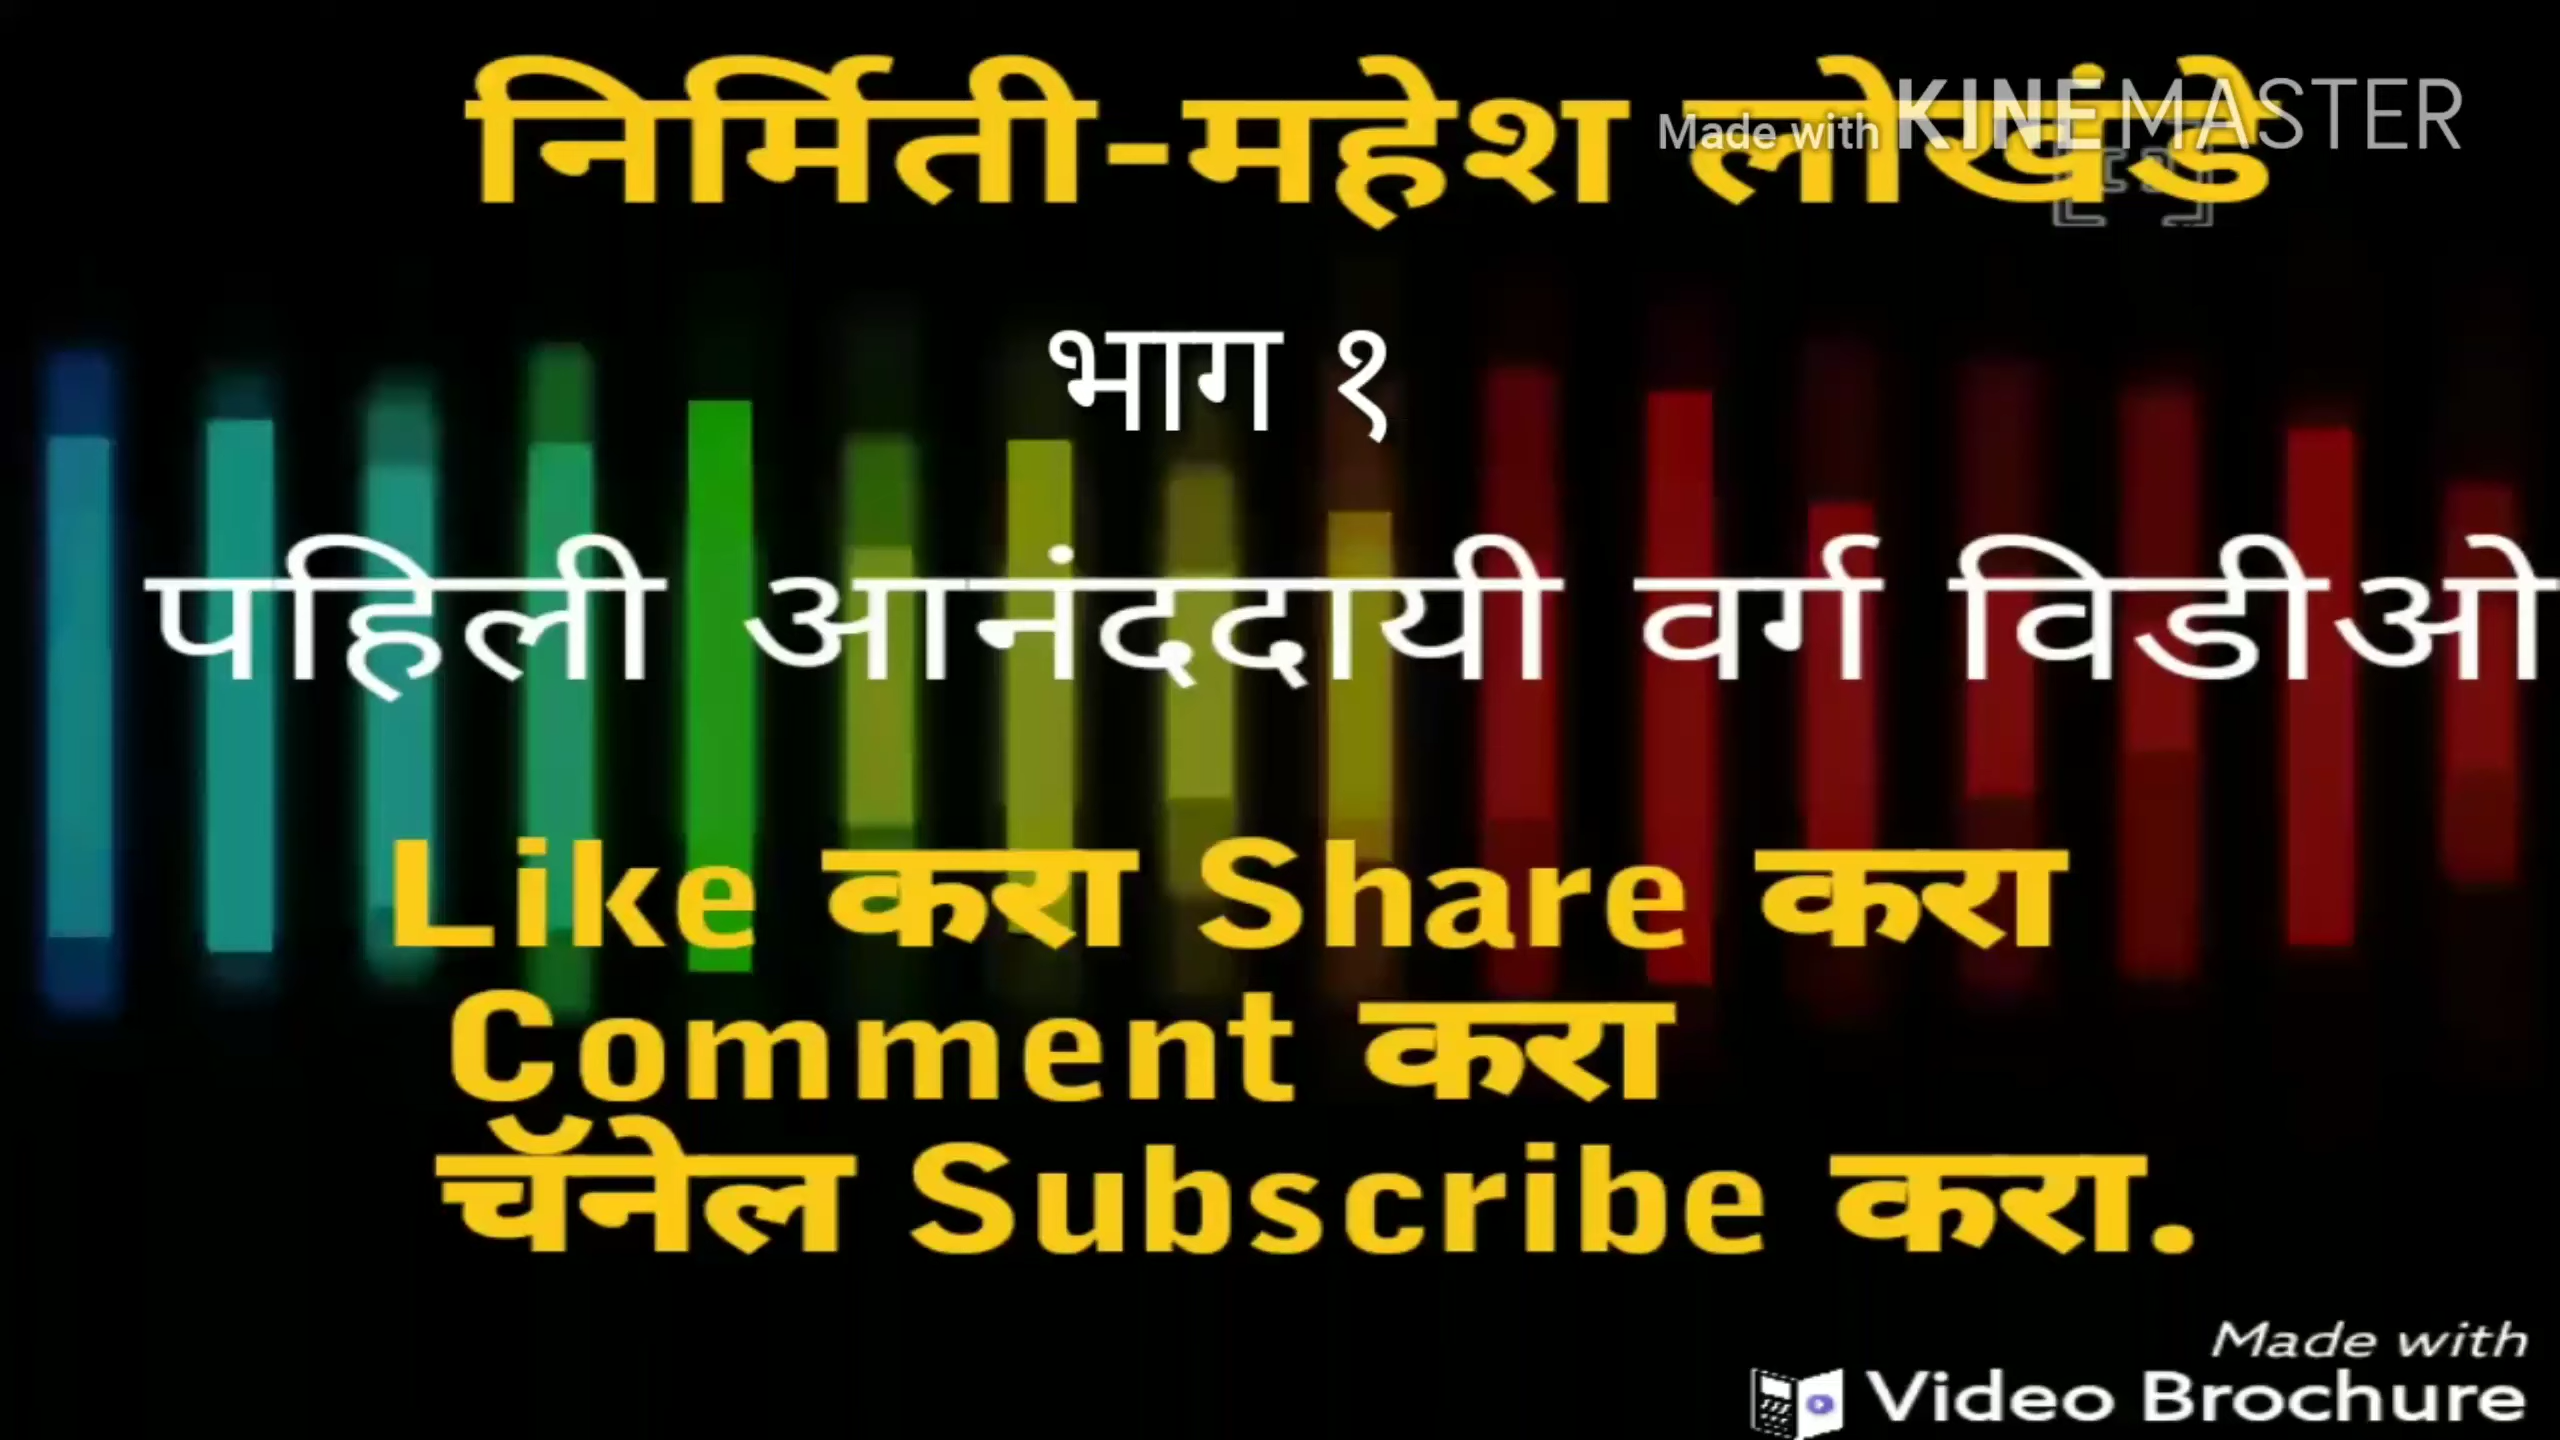 निर्मिती-महेश लोखंडे
Made with KINEMASTER
भाग १
पहिली आनंददायी वर्ग विडीओ
Like करा Share करा
Comment करा
चॅनेल Subscribe करा.
Made with
Video Brochure